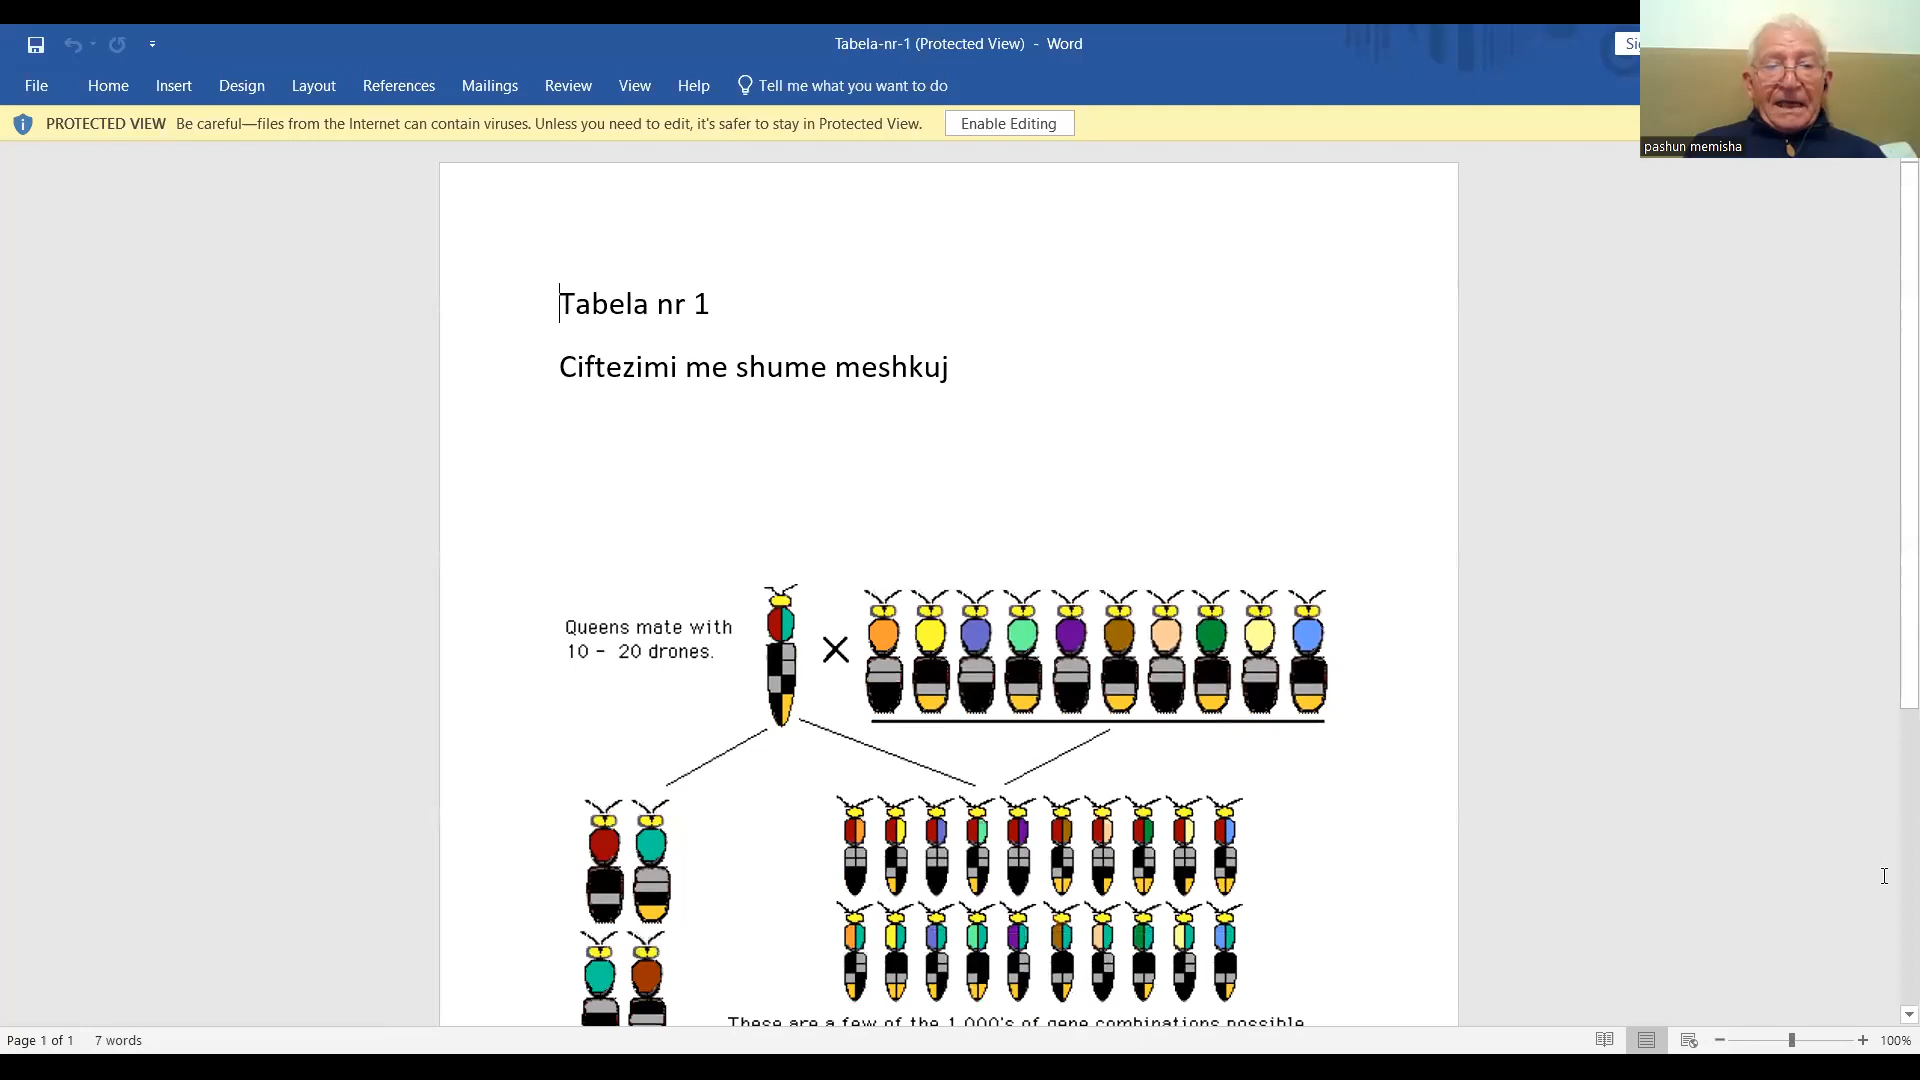 Tabela-nr-1 (Protected View) - Word
File Home Insert Design Layout References Mailings Review View Help Tell me what you want to do
PROTECTED VIEW Be careful—files from the Internet can contain viruses. Unless you need to edit, it's safer to stay in Protected View. Enable Editing
pashun memisha
Tabela nr 1
Ciftezimi me shume meshkuj
Queens mate with
10 - 20 drones.
These are a few of the 1,000's of gene combinations possible
Page 1 of 1 7 words
100%